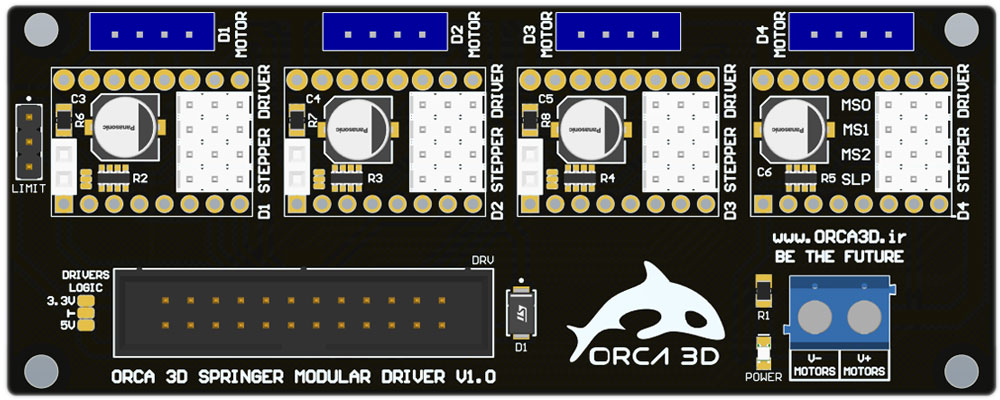 D1
MOTOR
D2
MOTOR
D3
MOTOR
D4
MOTOR
C3
R6
Panasonic
R2
D1 STEPPER DRIVER
C4
R7
Panasonic
R3
D2 STEPPER DRIVER
C5
R8
Panasonic
R4
D3 STEPPER DRIVER
Panasonic
C6
R5
MS0
MS1
MS2
SLP
D4 STEPPER DRIVER
LIMIT
www.ORCA3D.ir
BE THE FUTURE
DRIVERS
LOGIC
3.3V
5V
DRV
ST
D1
ORCA 3D
R1
POWER
V-
MOTORS
V+
MOTORS
ORCA 3D SPRINGER MODULAR DRIVER V1.0